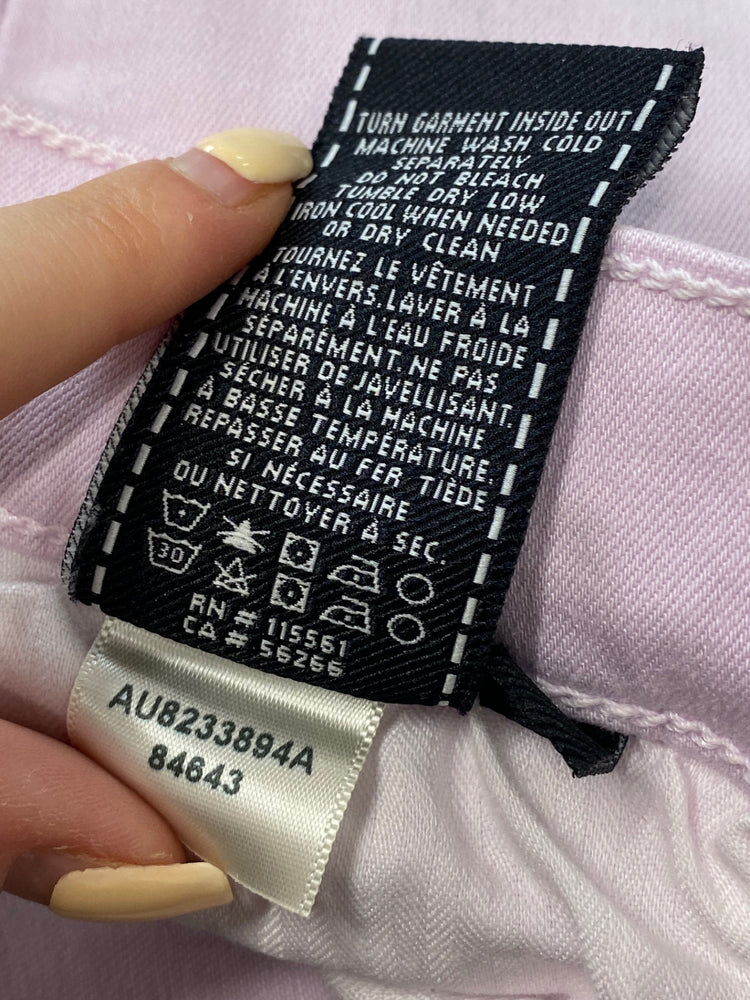 TURN GARMENT INSIDE OUT
MACHINE WASH COLD
SEPARATELY
DO NOT BLEACH
TUMBLE DRY LOW
IRON COOL WHEN NEEDED
OR DRY CLEAN
TOURNEZ LE VÊTEMENT
À L'ENVERS. LAVER À LA
MACHINE À L'EAU FROIDE
SÉPARÉMENT. NE PAS
UTILISER DE JAVELLISANT.
SÉCHER À LA MACHINE
À BASSE TEMPÉRATURE.
REPASSER AU FER TIÈDE
SI NÉCESSAIRE
OU NETTOYER À SEC.
30
RN # 115561
CA # 56266
AU8233894A
84643